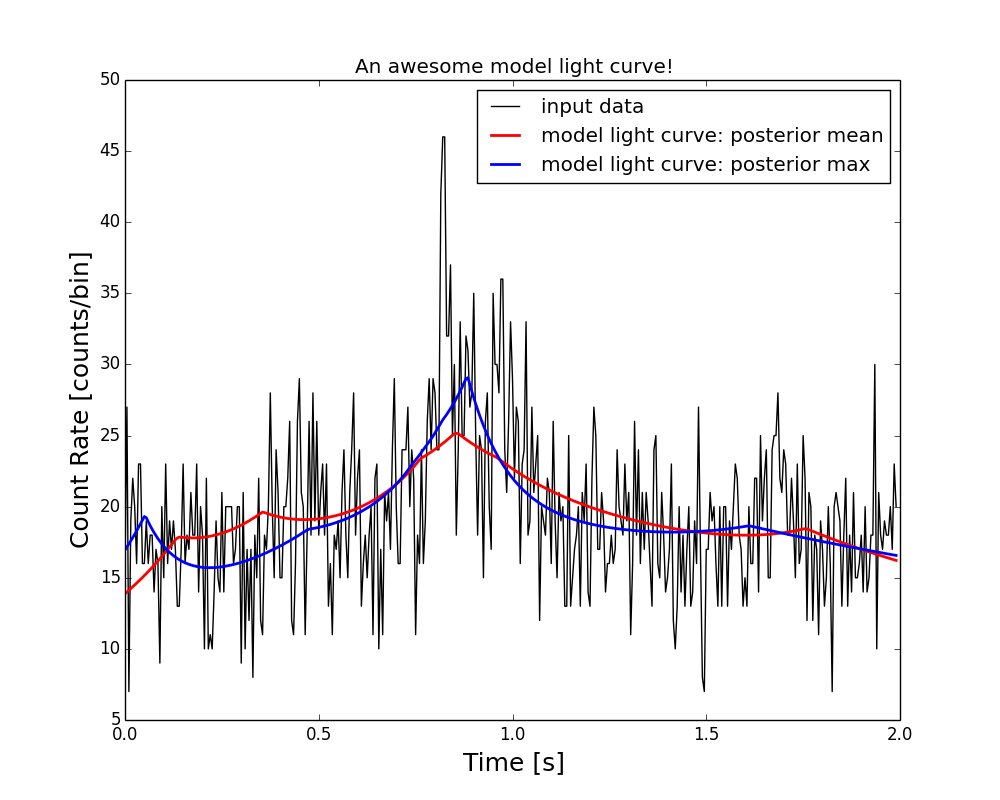 An awesome model light curve!
50
45
40
35
30
25
20
15
10
5
Count Rate [counts/bin]
input data
model light curve: posterior mean
model light curve: posterior max
0.0 0.5 1.0 1.5 2.0
Time [s]